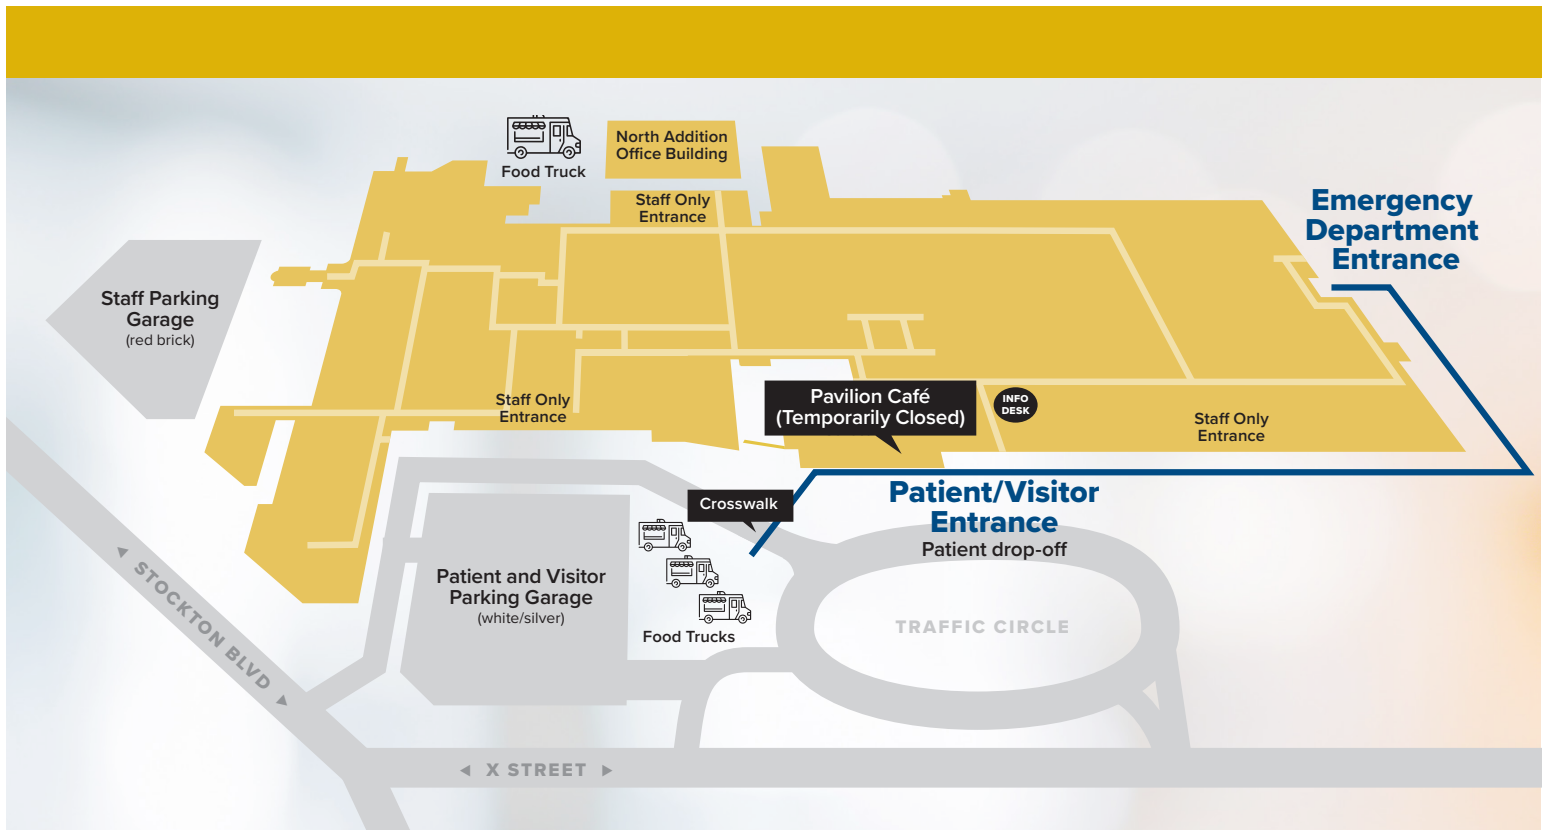 North Addition
Office Building
Food Truck
Staff Only
Entrance
Emergency
Department
Entrance
Staff Parking
Garage
(red brick)
Staff Only
Entrance
Pavilion Café
(Temporarily Closed)
INFO
DESK
Staff Only
Entrance
Crosswalk
Patient/Visitor
Entrance
Patient drop-off
Patient and Visitor
Parking Garage
(white/silver)
Food Trucks
TRAFFIC CIRCLE
STOCKTON BLVD
X STREET